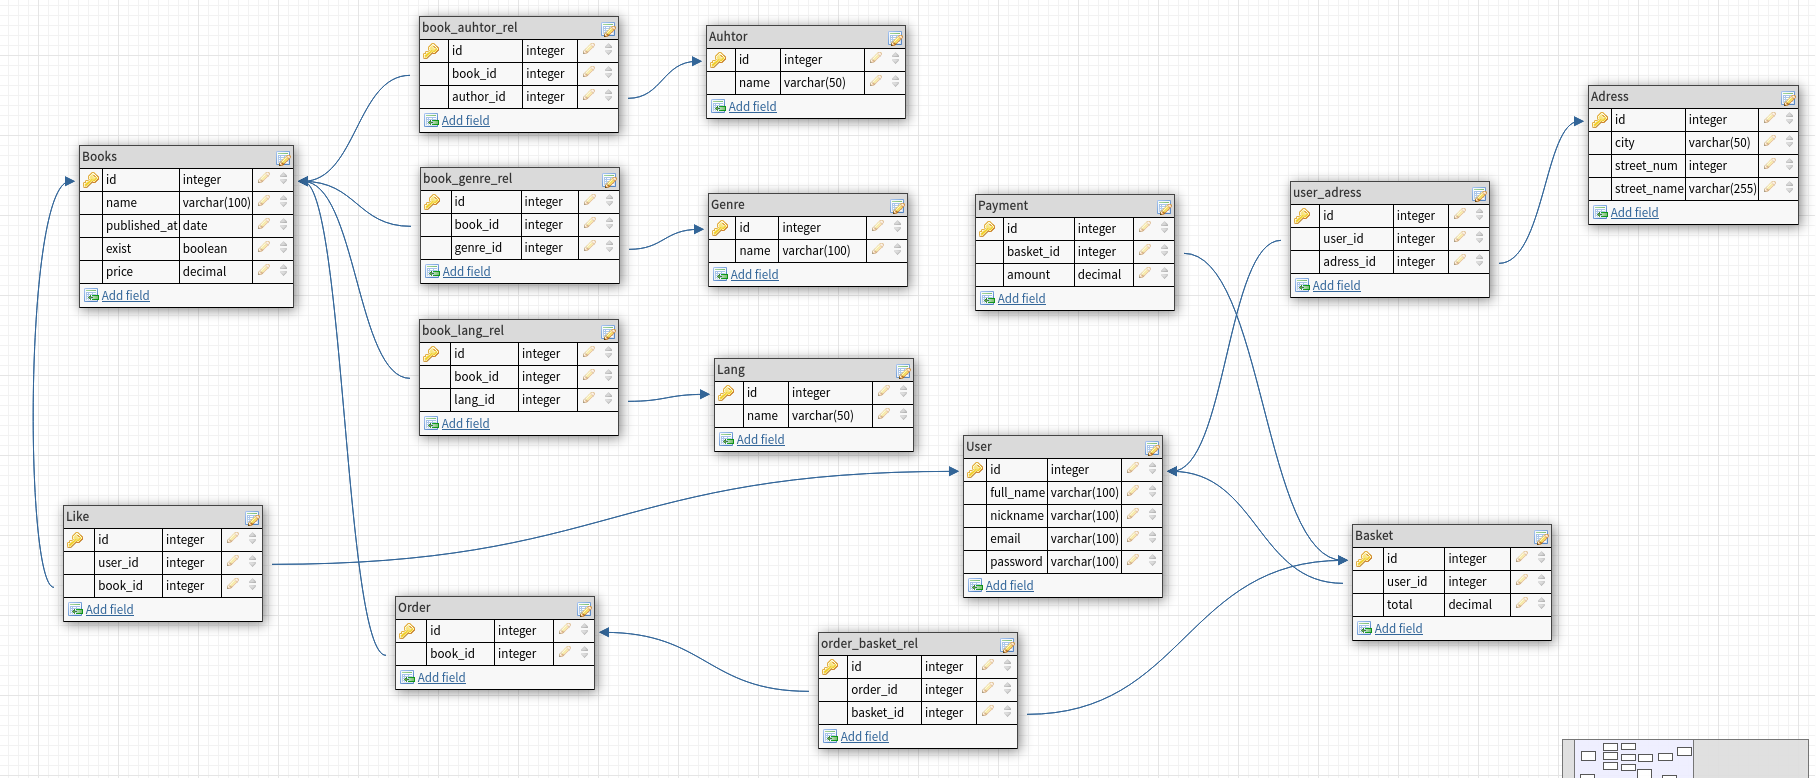 book_auhtor_rel
id integer
book_id integer
author_id integer
Add field
Auhtor
id integer
name varchar(50)
Add field
Adress
id integer
city varchar(50)
street_num integer
street_name varchar(255)
Add field
Books
id integer
name varchar(100)
published_at date
exist boolean
price decimal
Add field
book_genre_rel
id integer
book_id integer
genre_id integer
Add field
Genre
id integer
name varchar(100)
Add field
Payment
id integer
basket_id integer
amount decimal
Add field
user_adress
id integer
user_id integer
adress_id integer
Add field
book_lang_rel
id integer
book_id integer
lang_id integer
Add field
Lang
id integer
name varchar(50)
Add field
User
id integer
full_name varchar(100)
nickname varchar(100)
email varchar(100)
password varchar(100)
Add field
Like
id integer
user_id integer
book_id integer
Add field
Basket
id integer
user_id integer
total decimal
Add field
Order
id integer
book_id integer
Add field
order_basket_rel
id integer
order_id integer
basket_id integer
Add field